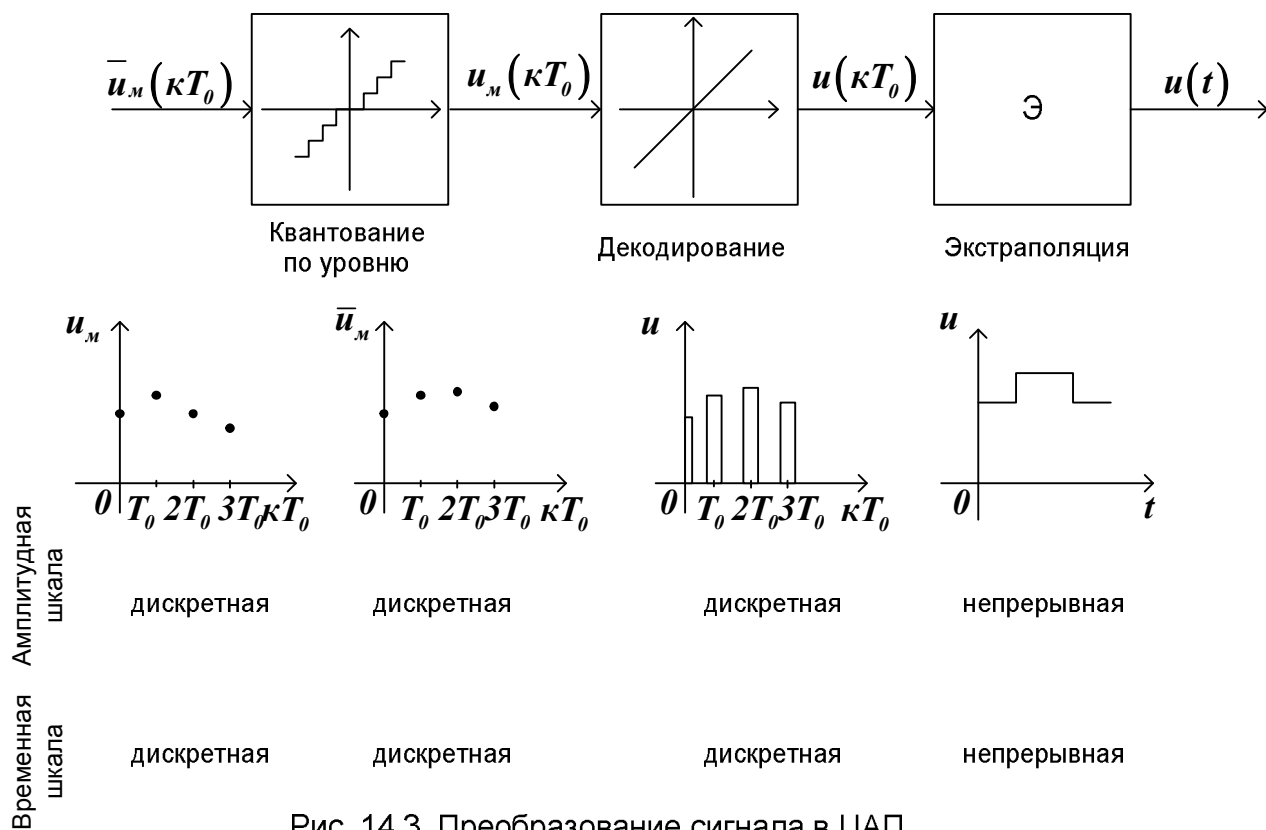 ū_м(кT_0) u_м(кT_0) u(кT_0) u(t)
Э
Квантование
по уровню
Декодирование
Экстраполяция
u_м ū_м u u
0 T_0 2T_0 3T_0 кT_0
0 T_0 2T_0 3T_0 кT_0
0 T_0 2T_0 3T_0 кT_0
0 t
Амплитудная
шкала
дискретная дискретная дискретная непрерывная
Временная
шкала
дискретная дискретная дискретная непрерывная
Рис. 14.3. Преобразование сигнала в ЦАП